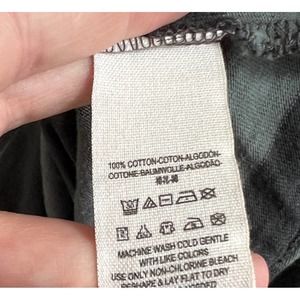 100% COTTON-COTON-ALGODÓN-
COTONE-BAUMWOLLE-ALGODÃO-
MACHINE WASH COLD GENTLE
WITH LIKE COLORS
USE ONLY NON-CHLORINE BLEACH
RESHAPE & LAY FLAT TO DRY